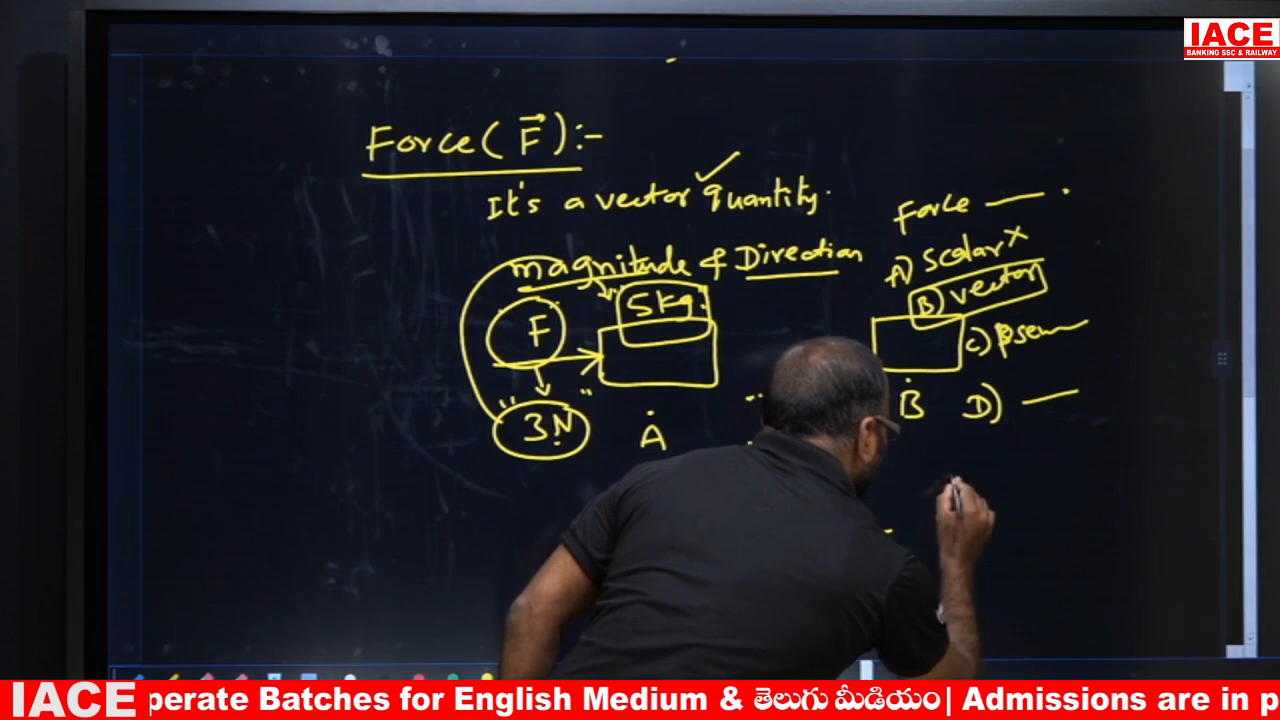 IACE
BANKING SSC & RAILWAY
Force (F):-
It's a vector quantity.
Force
magnitude & Direction
A) Scalar x
B) vector
5kg.
F
C)
"3N"
A
B
D)
IACE perate Batches for English Medium & తెలుగు మీడియం| Admissions are in p